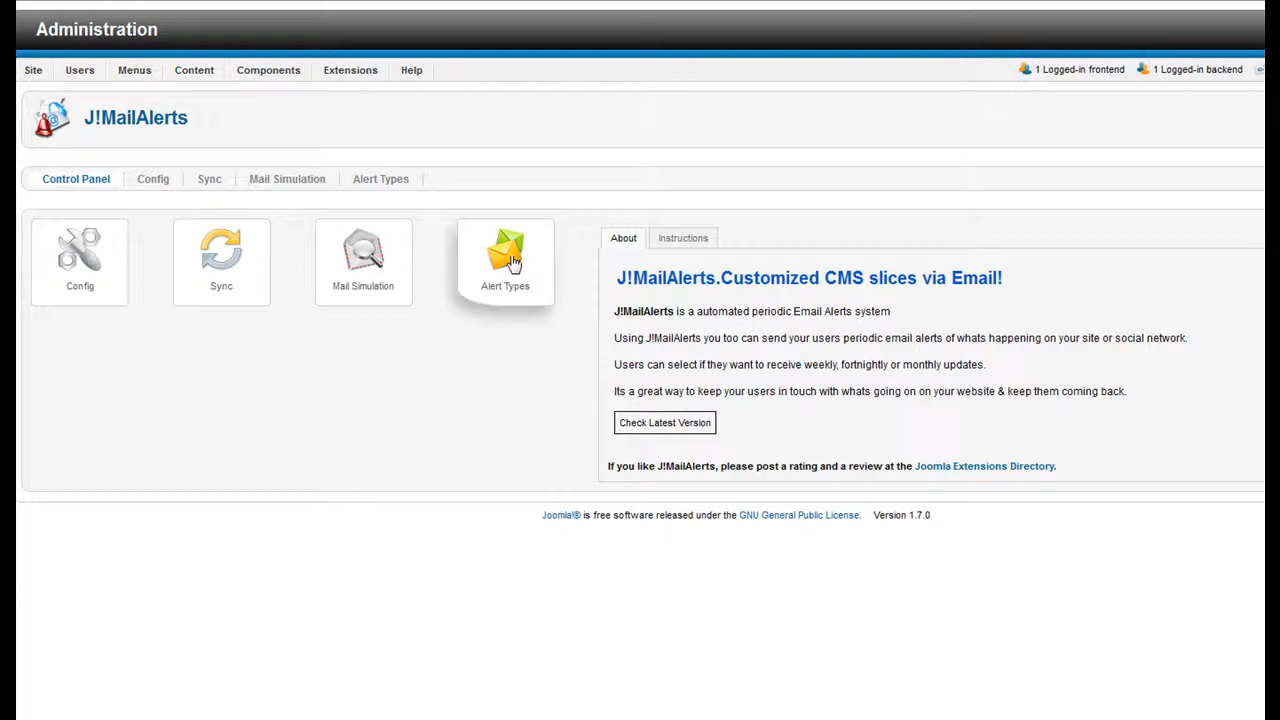 Administration
Site Users Menus Content Components Extensions Help 1 Logged-in frontend 1 Logged-in backend
J!MailAlerts
Control Panel Config Sync Mail Simulation Alert Types
Config Sync Mail Simulation Alert Types
About Instructions
J!MailAlerts.Customized CMS slices via Email!
J!MailAlerts is a automated periodic Email Alerts system
Using J!MailAlerts you too can send your users periodic email alerts of whats happening on your site or social network.
Users can select if they want to receive weekly, fortnightly or monthly updates.
Its a great way to keep your users in touch with whats going on on your website & keep them coming back.
Check Latest Version
If you like J!MailAlerts, please post a rating and a review at the Joomla Extensions Directory.
Joomla!® is free software released under the GNU General Public License. Version 1.7.0